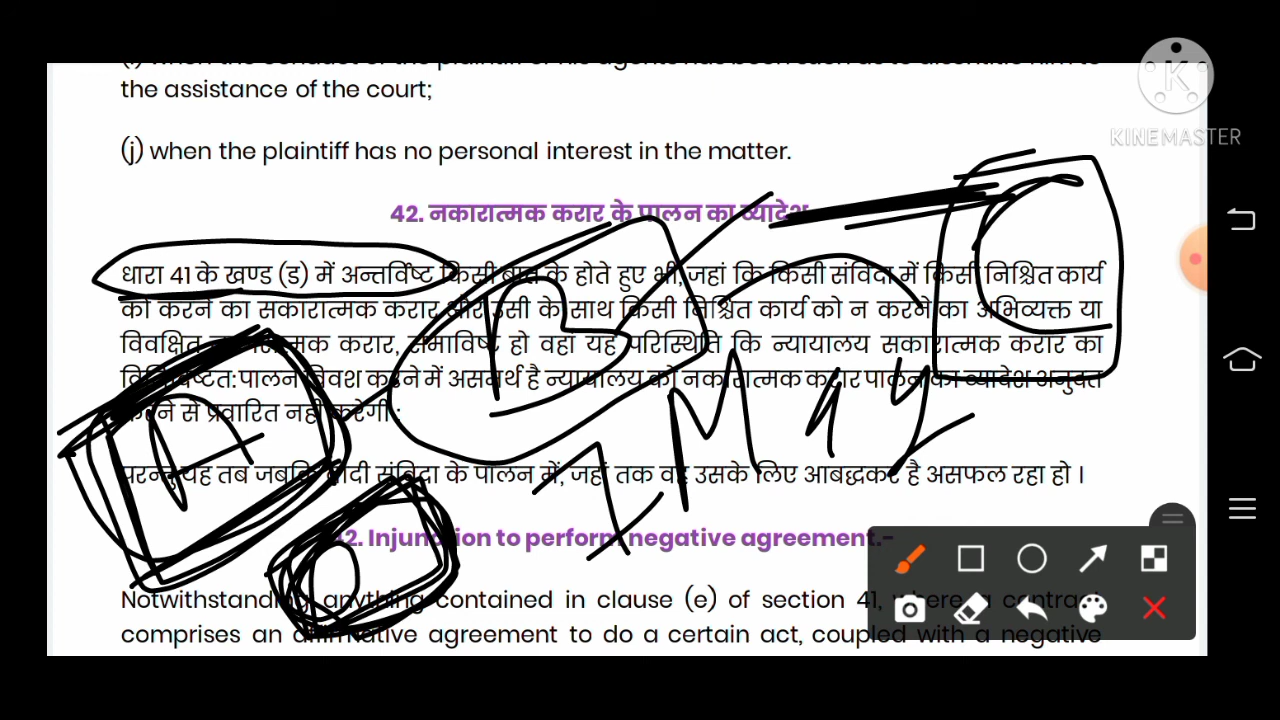 the assistance of the court;
KINEMASTER
(j) when the plaintiff has no personal interest in the matter.
42. नकारात्मक करार के पालन का व्यादेश
धारा 41 के खण्ड (ड) में अन्तर्विष्ट किसी बात के होते हुए भी, जहां कि किसी संविदा में किसी निश्चित कार्य
को करने का सकारात्मक करार और उसी के साथ किसी निश्चित कार्य को न करने का अभिव्यक्त या
विवक्षित करार, समाविष्ट हो वहां यह परिस्थिति कि न्यायालय सकारात्मक करार का
पालन विवश करने में असमर्थ है न्यायालय को नकारात्मक करार पालन का व्यादेश अनुदत्त
करने से प्रवारित नहीं करेगी :
परन्तु यह तब जबकि वादी संविदा के पालन में, जहां तक वह उसके लिए आबद्धकर है असफल रहा हो ।
A
B
C
D
1 May
42. Injunction to perform negative agreement.-
Notwithstanding anything contained in clause (e) of section 41, where a contract
comprises an affirmative agreement to do a certain act, coupled with a negative